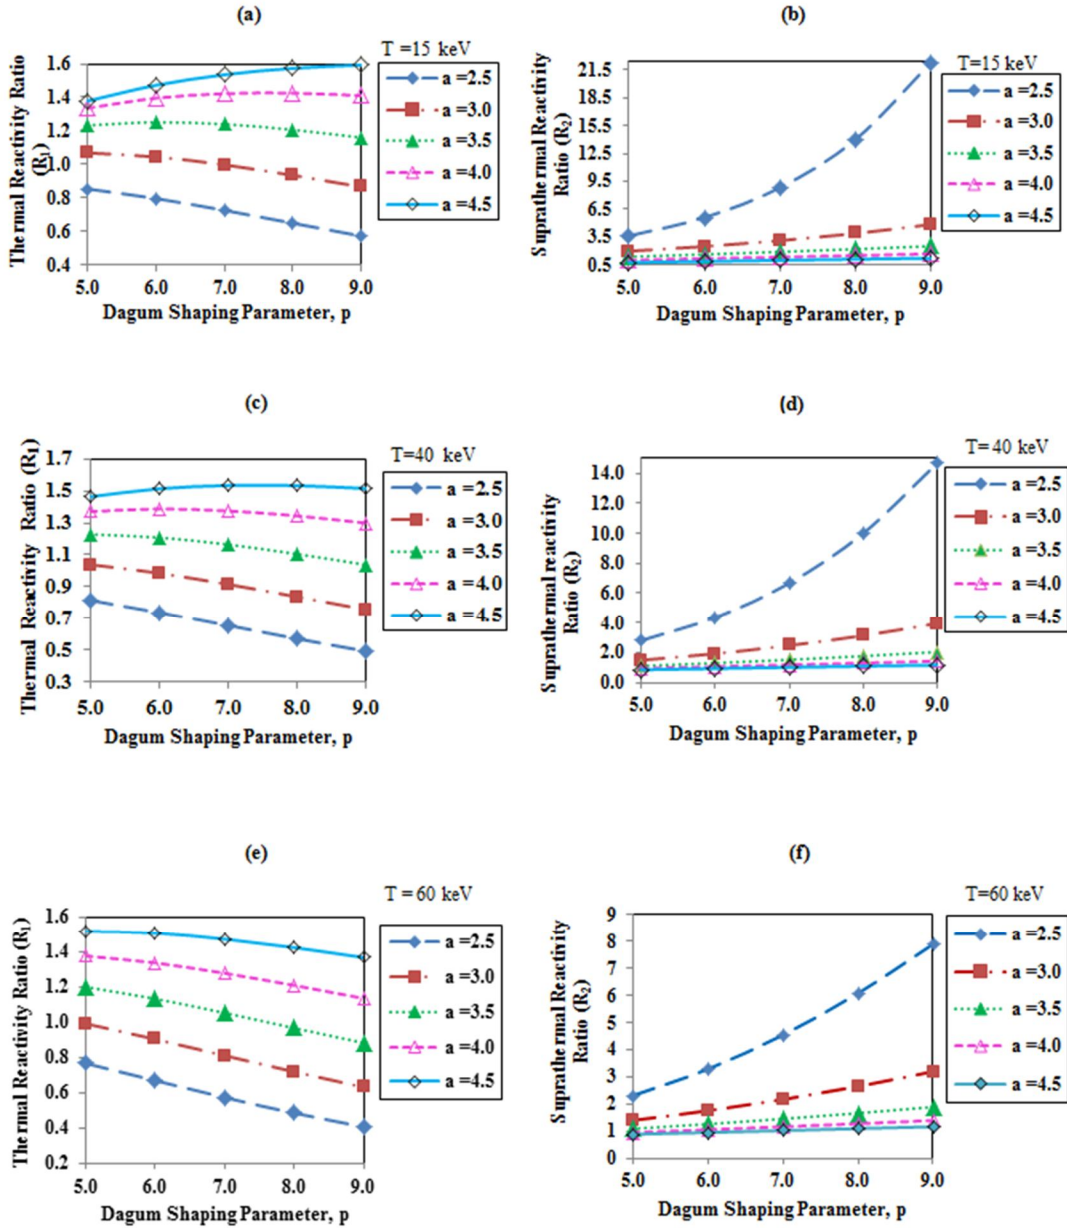 (a)
T =15 keV
Thermal Reactivity Ratio
(R1)
1.6
1.4
1.2
1.0
0.8
0.6
0.4
5.0 6.0 7.0 8.0 9.0
Dagum Shaping Parameter, p
a =2.5
a =3.0
a =3.5
a =4.0
a =4.5
(b)
T=15 keV
Suprathermal Reactivity
Ratio (R2)
21.5
18.5
15.5
12.5
9.5
6.5
3.5
0.5
5.0 6.0 7.0 8.0 9.0
Dagum Shaping Parameter, p
a =2.5
a =3.0
a =3.5
a =4.0
a =4.5
(c)
T=40 keV
Thermal Reactivity Ratio (R1)
1.7
1.5
1.3
1.1
0.9
0.7
0.5
0.3
5.0 6.0 7.0 8.0 9.0
Dagum Shaping Parameter, p
a =2.5
a =3.0
a =3.5
a =4.0
a =4.5
(d)
T= 40 keV
Suprathermal reactivity
Ratio (R2)
14.0
12.0
10.0
8.0
6.0
4.0
2.0
0.0
5.0 6.0 7.0 8.0 9.0
Dagum Shaping Parameter, p
a =2.5
a =3.0
a =3.5
a =4.0
a =4.5
(e)
T = 60 keV
Thermal Reactivity Ratio (R1)
1.6
1.4
1.2
1.0
0.8
0.6
0.4
0.2
5.0 6.0 7.0 8.0 9.0
Dagum Shaping Parameter, p
a =2.5
a =3.0
a =3.5
a =4.0
a =4.5
(f)
T=60 keV
Suprathermal Reactivity
Ratio (R2)
9
8
7
6
5
4
3
2
1
0
5.0 6.0 7.0 8.0 9.0
Dagum Shaping Parameter, p
a =2.5
a =3.0
a =3.5
a =4.0
a =4.5